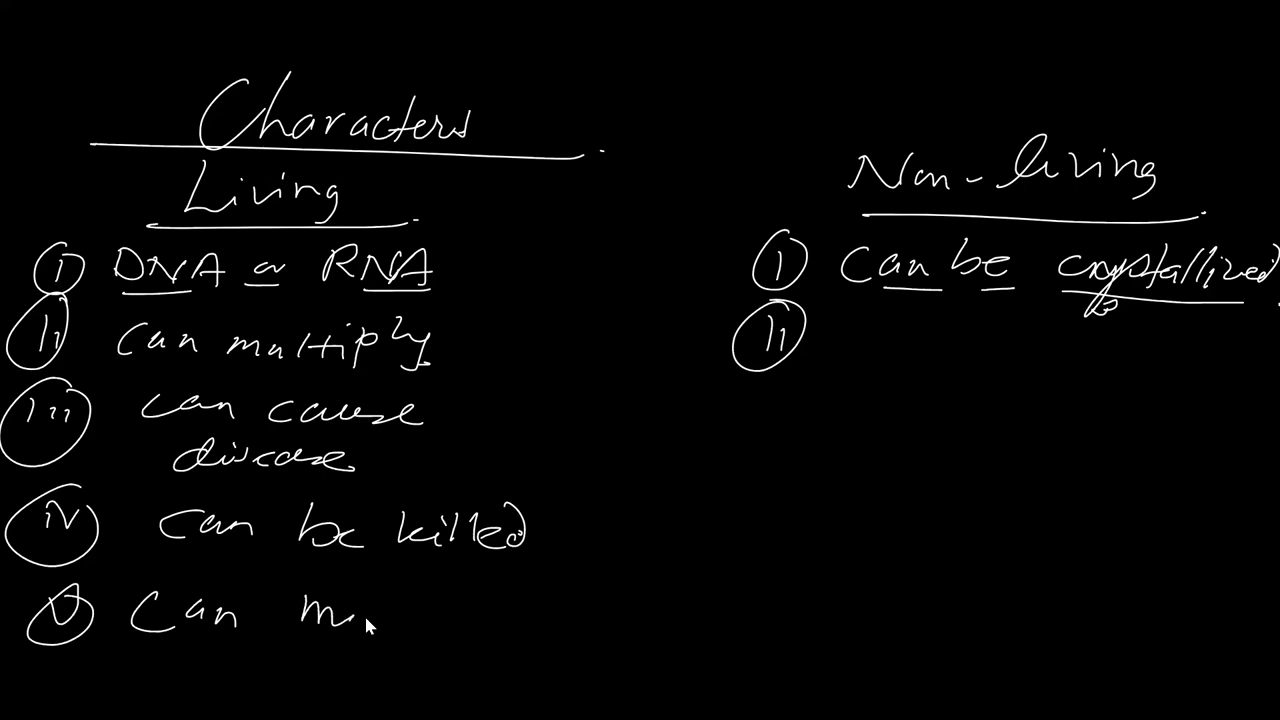 Characters
Living
(i) DNA or RNA
(ii) can multiply
(iii) can cause
disease
(iv) can be killed
(v) Can
Non-living
(i) Can be crystallized
(ii)